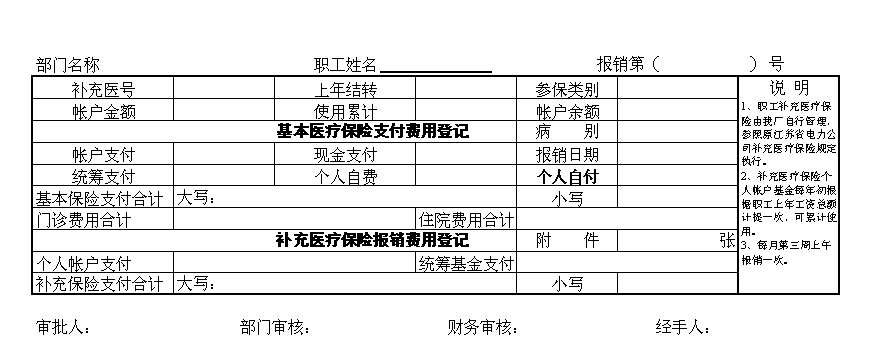 部门名称 职工姓名 报销第（ ）号
补充医号 上年结转 参保类别 说 明
帐户金额 使用累计 帐户余额
基本医疗保险支付费用登记 病 别
帐户支付 现金支付 报销日期
统筹支付 个人自费 个人自付
基本保险支付合计 大写： 小写
门诊费用合计 住院费用合计
补充医疗保险报销费用登记 附 件 张
个人帐户支付 统筹基金支付
补充保险支付合计 大写： 小写
1、职工补充医疗保
险由我厂自行管理，
参照原江苏省电力公
司补充医疗保险规定
执行。
2、补充医疗保险个
人帐户基金每年初根
据职工上年工资总额
计提一次，可累计使
用。
3、每月第三周上午
报销一次。
审批人： 部门审核： 财务审核： 经手人：